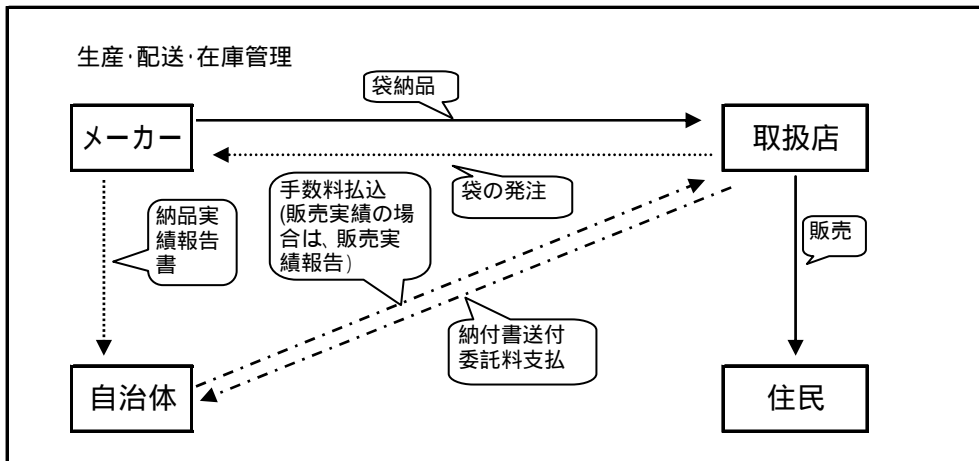 生産・配送・在庫管理
袋納品
メーカー
取扱店
袋の発注
手数料払込
(販売実績の場
合は、販売実
績報告)
納品実
績報告
書
販売
納付書送付
委託料支払
自治体
住民